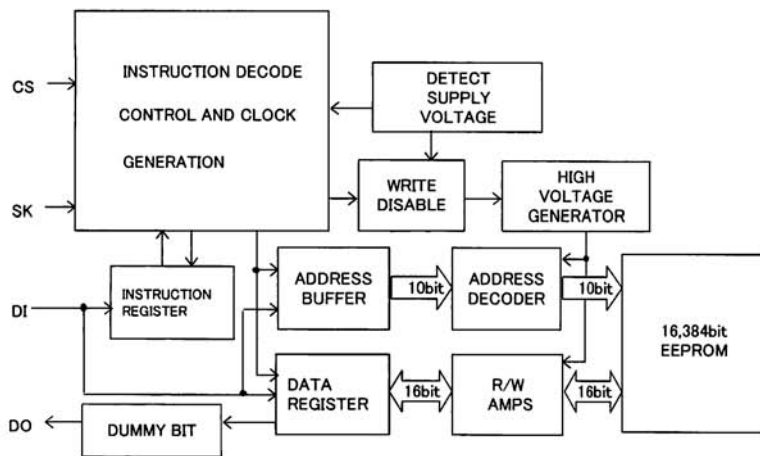 CS
SK
DI
DO
INSTRUCTION DECODE
CONTROL AND CLOCK
GENERATION
DETECT
SUPPLY
VOLTAGE
WRITE
DISABLE
HIGH
VOLTAGE
GENERATOR
INSTRUCTION
REGISTER
ADDRESS
BUFFER
10bit
ADDRESS
DECODER
10bit
16,384bit
EEPROM
DATA
REGISTER
16bit
R/W
AMPS
16bit
DUMMY BIT